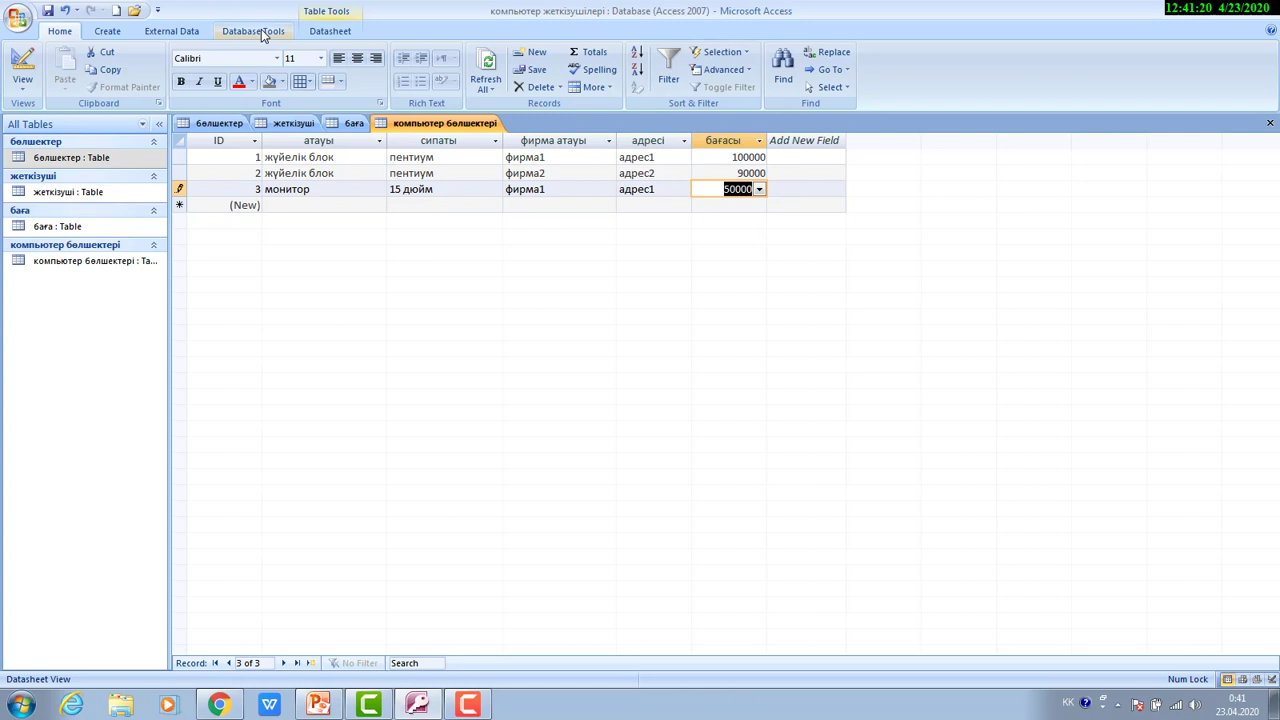 Table Tools
компьютер жеткізушілері : Database (Access 2007) - Microsoft Access
12:41:20 4/23/2020
Home
Create
External Data
Database Tools
Datasheet
View
Views
Paste
Cut
Copy
Format Painter
Clipboard
Calibri
11
B I U A
Font
Rich Text
Refresh All
New
Save
Delete
Totals
Spelling
More
Records
Filter
Selection
Advanced
Toggle Filter
Sort & Filter
Find
Replace
Go To
Select
Find
All Tables
бөлшектер
бөлшектер : Table
жеткізуші
жеткізуші : Table
баға
баға : Table
компьютер бөлшектері
компьютер бөлшектері : Ta...
бөлшектер
жеткізуші
баға
компьютер бөлшектері
ID атауы сипаты фирма атауы адресі бағасы Add New Field
1 жүйелік блок пентиум фирма1 адрес1 100000
2 жүйелік блок пентиум фирма2 адрес2 90000
3 монитор 15 дюйм фирма1 адрес1 50000
(New)
Record: 3 of 3 No Filter Search
Datasheet View
Num Lock
KK
0:41
23.04.2020